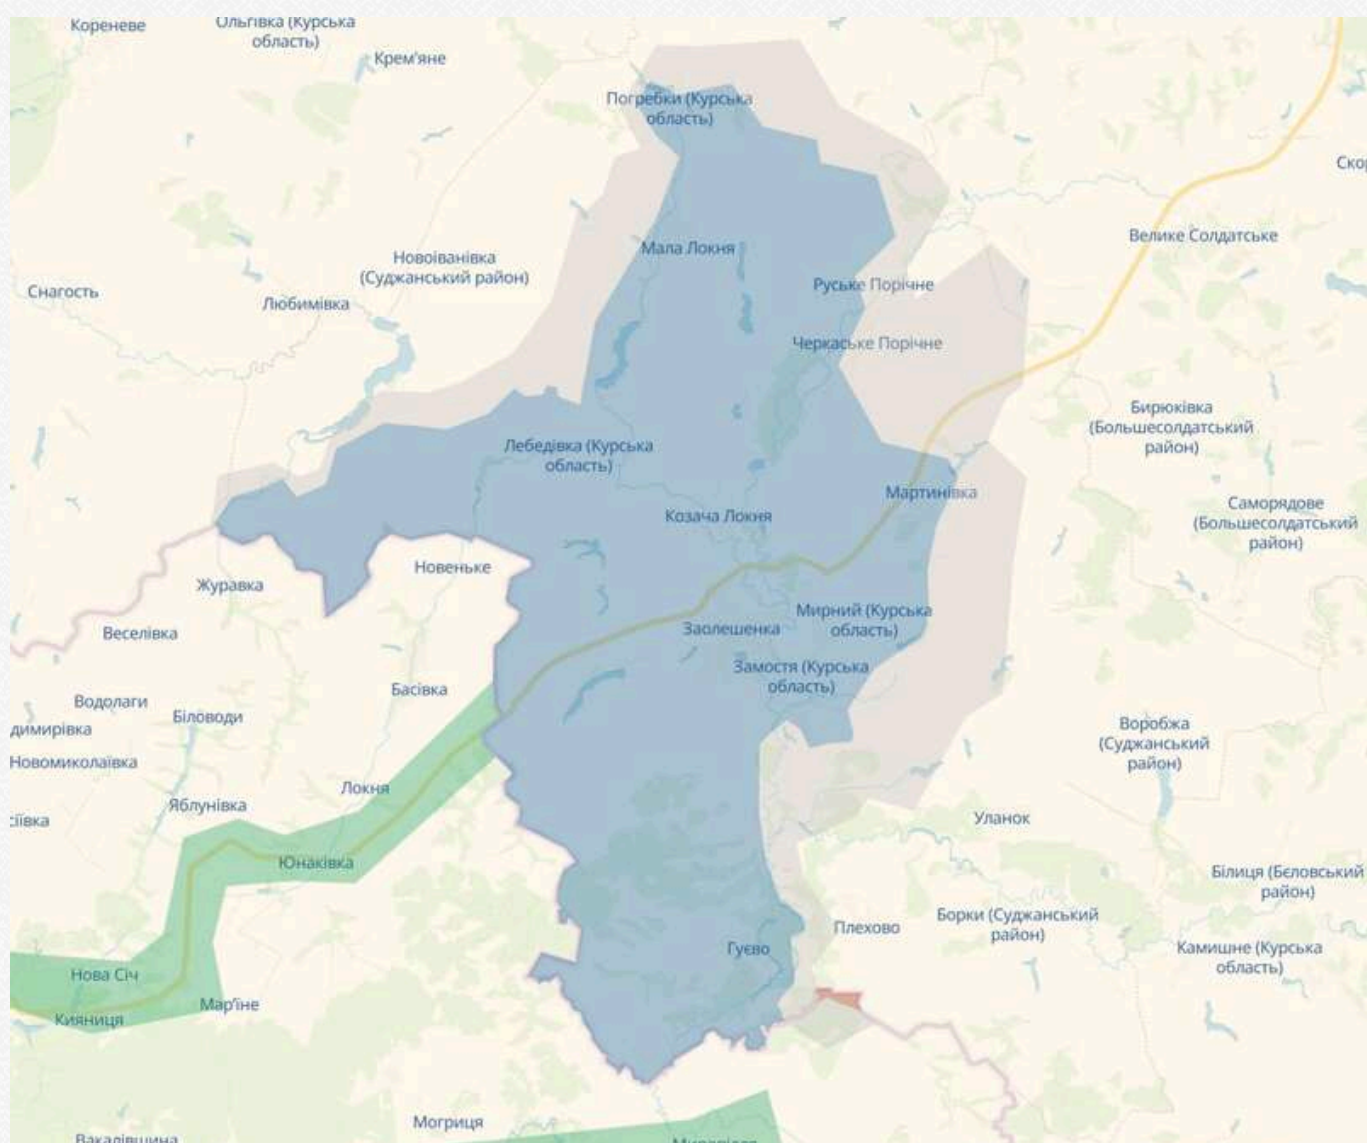 Кореневе
Ольгівка (Курська
область)
Крем'яне
Погребки (Курська
область)
Велике Солдатське
Мала Локня
Новоіванівка
(Суджанський район)
Снагость
Любимівка
Руське Порічне
Черкаське Порічне
Бирюківка
(Большесолдатський
район)
Лебедівка (Курська
область)
Мартинівка
Козача Локня
Саморядове
(Большесолдатський
район)
Новеньке
Журавка
Веселівка
Заолешенка
Мирний (Курська
область)
Замостя (Курська
область)
Басівка
Водолаги
димирівка
Біловоди
Новомиколаївка
Воробжа
(Суджанський
район)
Локня
Яблунівка
Уланок
Юнаківка
Білиця (Бєловський
район)
Борки (Суджанський
район)
Плехово
Гуєво
Камишне (Курська
область)
Нова Січ
Мар'їне
Кияниця
Могриця
Вакалівщина